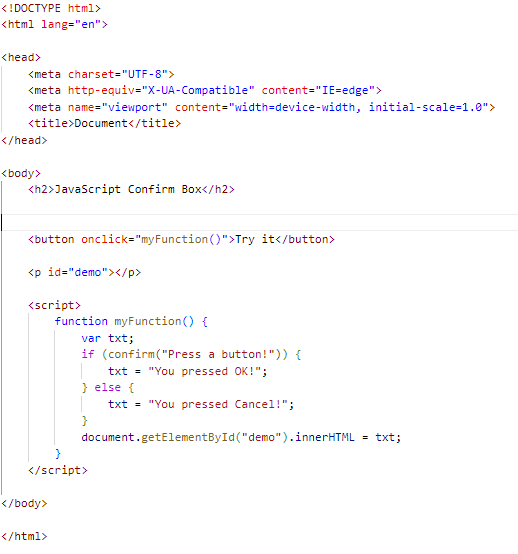 <!DOCTYPE html>
<html lang="en">
<head>
    <meta charset="UTF-8">
    <meta http-equiv="X-UA-Compatible" content="IE=edge">
    <meta name="viewport" content="width=device-width, initial-scale=1.0">
    <title>Document</title>
</head>
<body>
    <h2>JavaScript Confirm Box</h2>
    <button onclick="myFunction()">Try it</button>
    <p id="demo"></p>
    <script>
        function myFunction() {
            var txt;
            if (confirm("Press a button!")) {
                txt = "You pressed OK!";
            } else {
                txt = "You pressed Cancel!";
            }
            document.getElementById("demo").innerHTML = txt;
        }
    </script>
</body>
</html>